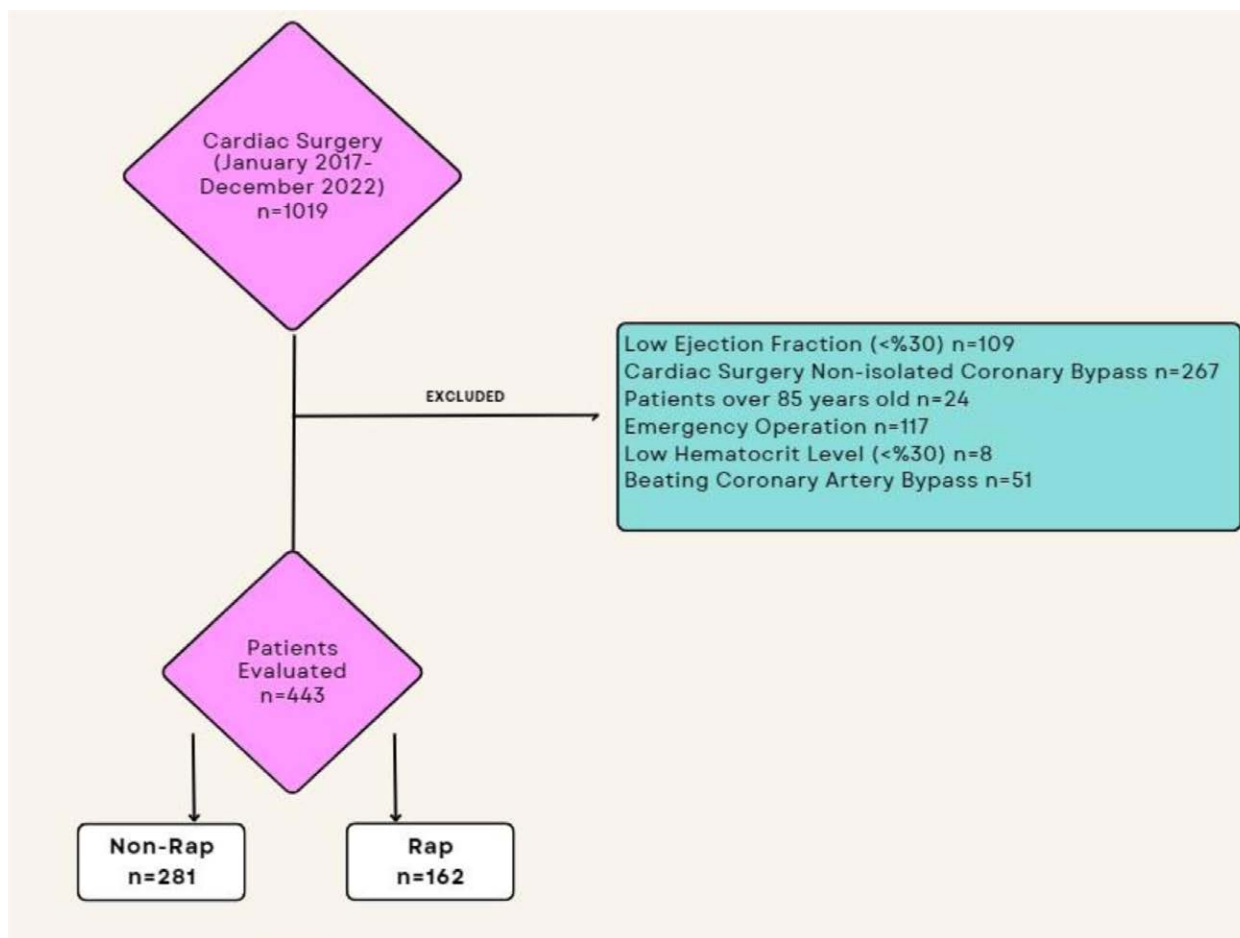 Cardiac Surgery
(January 2017-
December 2022)
n=1019
EXCLUDED
Low Ejection Fraction (<%30) n=109
Cardiac Surgery Non-isolated Coronary Bypass n=267
Patients over 85 years old n=24
Emergency Operation n=117
Low Hematocrit Level (<%30) n=8
Beating Coronary Artery Bypass n=51
Patients
Evaluated
n=443
Non-Rap
n=281
Rap
n=162